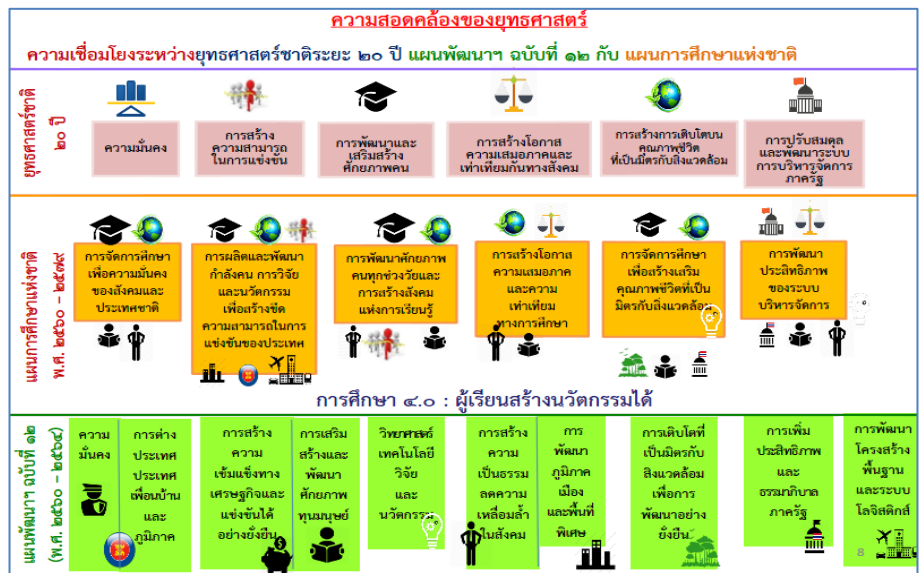 ความสอดคล้องของยุทธศาสตร์
ความเชื่อมโยงระหว่างยุทธศาสตร์ชาติระยะ ๒๐ ปี แผนพัฒนาฯ ฉบับที่ ๑๒ กับ แผนการศึกษาแห่งชาติ
ยุทธศาสตร์ชาติ
๒๐ ปี
ความมั่นคง
การสร้าง
ความสามารถ
ในการแข่งขัน
การพัฒนาและ
เสริมสร้าง
ศักยภาพคน
การสร้างโอกาส
ความเสมอภาคและ
เท่าเทียมกันทางสังคม
การสร้างการเติบโตบน
คุณภาพชีวิต
ที่เป็นมิตรกับสิ่งแวดล้อม
การปรับสมดุล
และพัฒนาระบบ
การบริหารจัดการ
ภาครัฐ
แผนการศึกษาแห่งชาติ
พ.ศ. ๒๕๖๐ – ๒๕๗๙
การจัดการศึกษา
เพื่อความมั่นคง
ของสังคมและ
ประเทศชาติ
การผลิตและพัฒนา
กำลังคน การวิจัย
และนวัตกรรม
เพื่อสร้างขีด
ความสามารถในการ
แข่งขันของประเทศ
การพัฒนาศักยภาพ
คนทุกช่วงวัยและ
การสร้างสังคม
แห่งการเรียนรู้
การสร้างโอกาส
ความเสมอภาค
และความ
เท่าเทียม
ทางการศึกษา
การจัดการศึกษา
เพื่อสร้างเสริม
คุณภาพชีวิตที่เป็น
มิตรกับสิ่งแวดล้อม
การพัฒนา
ประสิทธิภาพ
ของระบบ
บริหารจัดการ
การศึกษา ๔.๐ : ผู้เรียนสร้างนวัตกรรมได้
แผนพัฒนาฯ ฉบับที่ ๑๒
(พ.ศ. ๒๕๖๐ – ๒๕๖๔)
ความ
มั่นคง
การต่าง
ประเทศ
ประเทศ
เพื่อนบ้าน
และ
ภูมิภาค
การสร้าง
ความ
เข้มแข็งทาง
เศรษฐกิจและ
แข่งขันได้
อย่างยั่งยืน
การเสริม
สร้างและ
พัฒนา
ศักยภาพ
ทุนมนุษย์
วิทยาศาสตร์
เทคโนโลยี
วิจัย
และ
นวัตกรรม
การสร้าง
ความ
เป็นธรรม
ลดความ
เหลื่อมล้ำ
ในสังคม
การ
พัฒนา
ภูมิภาค
เมือง
และพื้นที่
พิเศษ
การเติบโตที่
เป็นมิตรกับ
สิ่งแวดล้อม
เพื่อการ
พัฒนาอย่าง
ยั่งยืน
การเพิ่ม
ประสิทธิภาพ
และ
ธรรมาภิบาล
ภาครัฐ
การพัฒนา
โครงสร้าง
พื้นฐาน
และระบบ
โลจิสติกส์
8